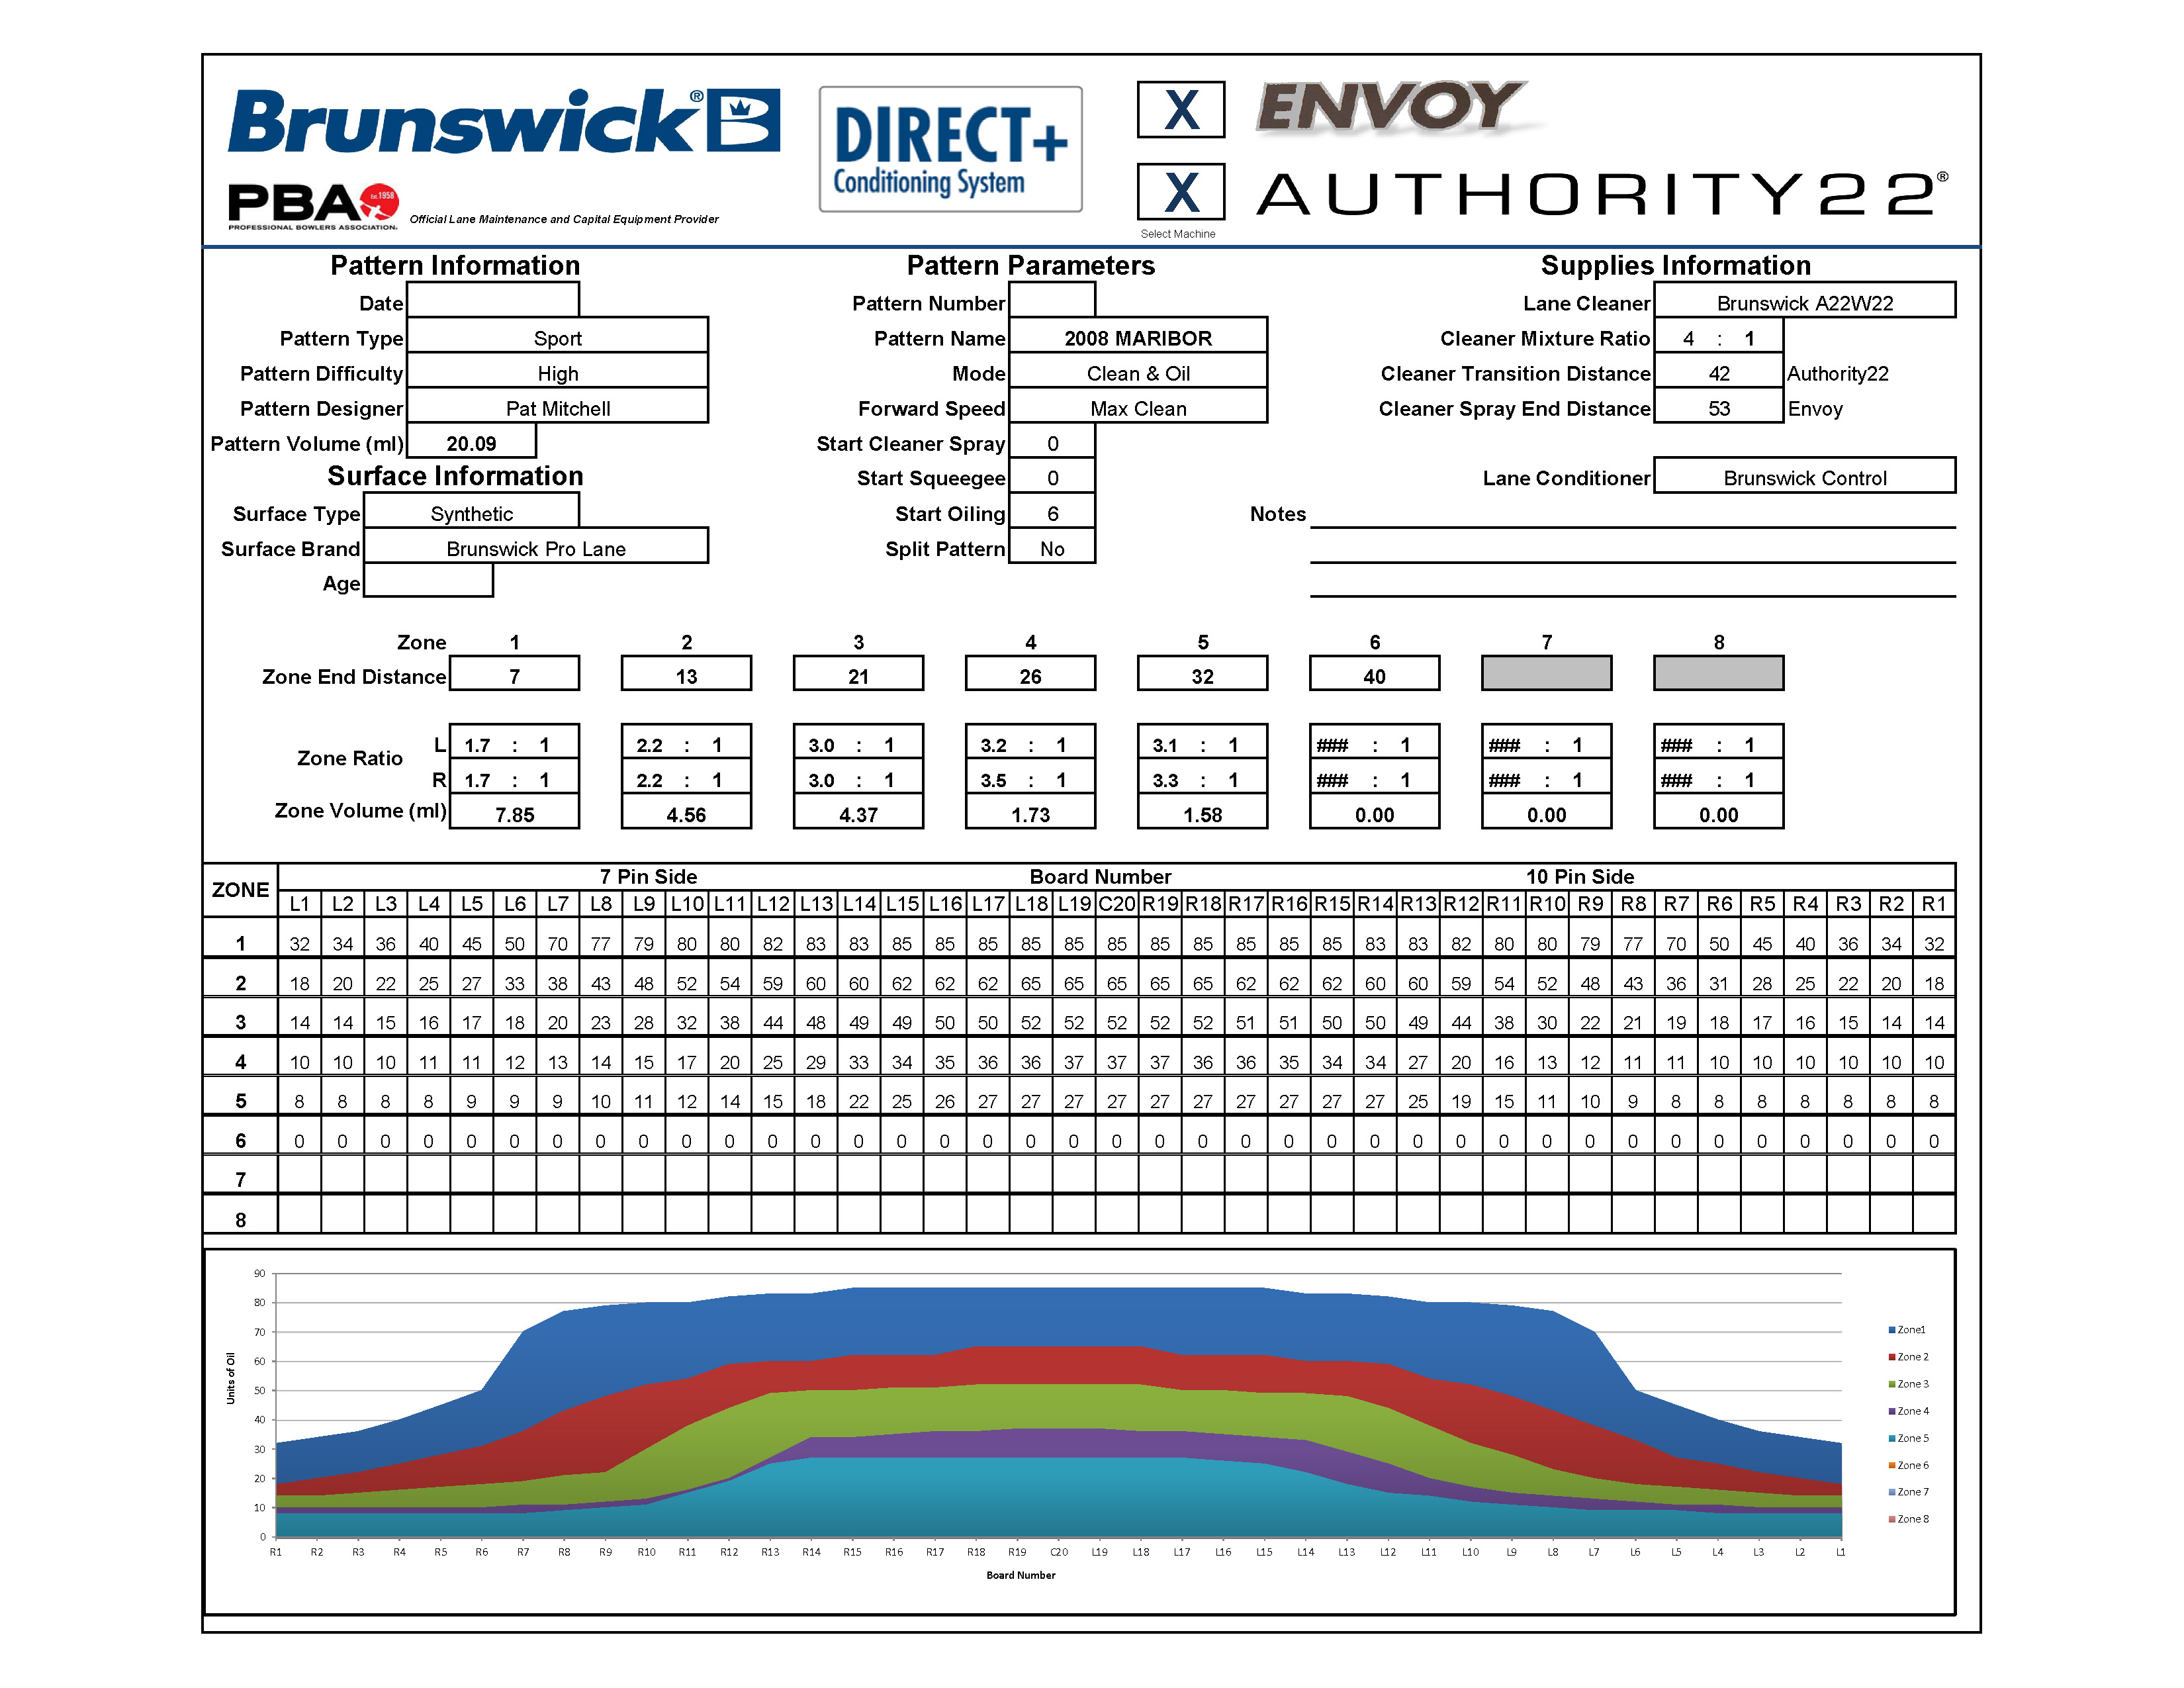 Brunswick® B
DIRECT+
Conditioning System
X ENVOY
X AUTHORITY22®
Select Machine
PBA est.1958
PROFESSIONAL BOWLERS ASSOCIATION.
Official Lane Maintenance and Capital Equipment Provider
Pattern Information Pattern Parameters Supplies Information
Date Pattern Number Lane Cleaner Brunswick A22W22
Pattern Type Sport Pattern Name 2008 MARIBOR Cleaner Mixture Ratio 4 : 1
Pattern Difficulty High Mode Clean & Oil Cleaner Transition Distance 42 Authority22
Pattern Designer Pat Mitchell Forward Speed Max Clean Cleaner Spray End Distance 53 Envoy
Pattern Volume (ml) 20.09 Start Cleaner Spray 0
Surface Information Start Squeegee 0 Lane Conditioner Brunswick Control
Surface Type Synthetic Start Oiling 6 Notes
Surface Brand Brunswick Pro Lane Split Pattern No
Age
Zone 1 2 3 4 5 6 7 8
Zone End Distance 7 13 21 26 32 40
Zone Ratio
L 1.7 : 1 2.2 : 1 3.0 : 1 3.2 : 1 3.1 : 1 ### : 1 ### : 1 ### : 1
R 1.7 : 1 2.2 : 1 3.0 : 1 3.5 : 1 3.3 : 1 ### : 1 ### : 1 ### : 1
Zone Volume (ml) 7.85 4.56 4.37 1.73 1.58 0.00 0.00 0.00
ZONE 7 Pin Side Board Number 10 Pin Side
L1 L2 L3 L4 L5 L6 L7 L8 L9 L10 L11 L12 L13 L14 L15 L16 L17 L18 L19 C20 R19 R18 R17 R16 R15 R14 R13 R12 R11 R10 R9 R8 R7 R6 R5 R4 R3 R2 R1
1 32 34 36 40 45 50 70 77 79 80 80 82 83 83 85 85 85 85 85 85 85 85 85 85 85 83 83 82 80 80 79 77 70 50 45 40 36 34 32
2 18 20 22 25 27 33 38 43 48 52 54 59 60 60 62 62 62 65 65 65 65 65 62 62 62 60 60 59 54 52 48 43 36 31 28 25 22 20 18
3 14 14 15 16 17 18 20 23 28 32 38 44 48 49 49 50 50 52 52 52 52 52 51 51 50 50 49 44 38 30 22 21 19 18 17 16 15 14 14
4 10 10 10 11 11 12 13 14 15 17 20 25 29 33 34 35 36 36 37 37 37 36 36 35 34 34 27 20 16 13 12 11 11 10 10 10 10 10 10
5 8 8 8 8 9 9 9 10 11 12 14 15 18 22 25 26 27 27 27 27 27 27 27 27 27 27 25 19 15 11 10 9 8 8 8 8 8 8 8
6 0 0 0 0 0 0 0 0 0 0 0 0 0 0 0 0 0 0 0 0 0 0 0 0 0 0 0 0 0 0 0 0 0 0 0 0 0 0 0
7
8
Units of Oil
90
80
70
60
50
40
30
20
10
0
R1 R2 R3 R4 R5 R6 R7 R8 R9 R10 R11 R12 R13 R14 R15 R16 R17 R18 R19 C20 L19 L18 L17 L16 L15 L14 L13 L12 L11 L10 L9 L8 L7 L6 L5 L4 L3 L2 L1
Board Number
Zone1
Zone 2
Zone 3
Zone 4
Zone 5
Zone 6
Zone 7
Zone 8